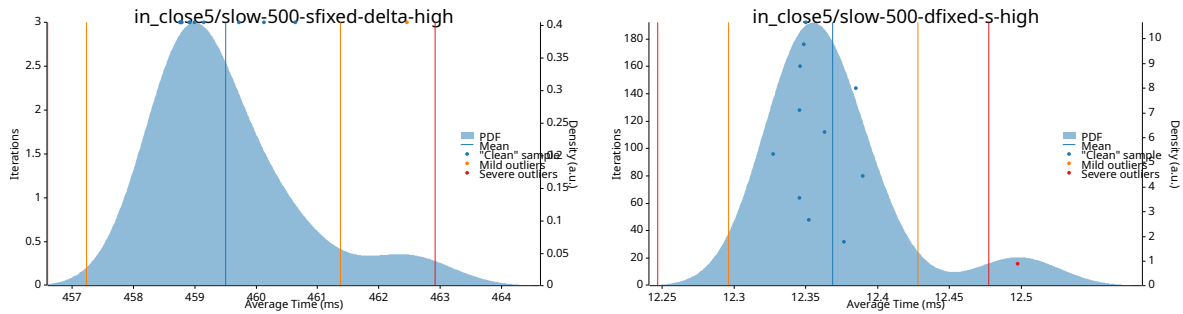 in_close5/slow-500-sfixed-delta-high
3
2.5
2
1.5
1
0.5
0
Iterations
457
458
459
460
461
462
463
464
Average Time (ms)
0.4
0.35
0.3
0.25
0.2
0.15
0.1
0.05
0
Density (a.u.)
PDF
Mean
"Clean" sample
Mild outliers
Severe outliers
in_close5/slow-500-dfixed-s-high
180
160
140
120
100
80
60
40
20
0
Iterations
12.25
12.3
12.35
12.4
12.45
12.5
Average Time (ms)
10
9
8
7
6
5
4
3
2
1
0
Density (a.u.)
PDF
Mean
"Clean" sample
Mild outliers
Severe outliers